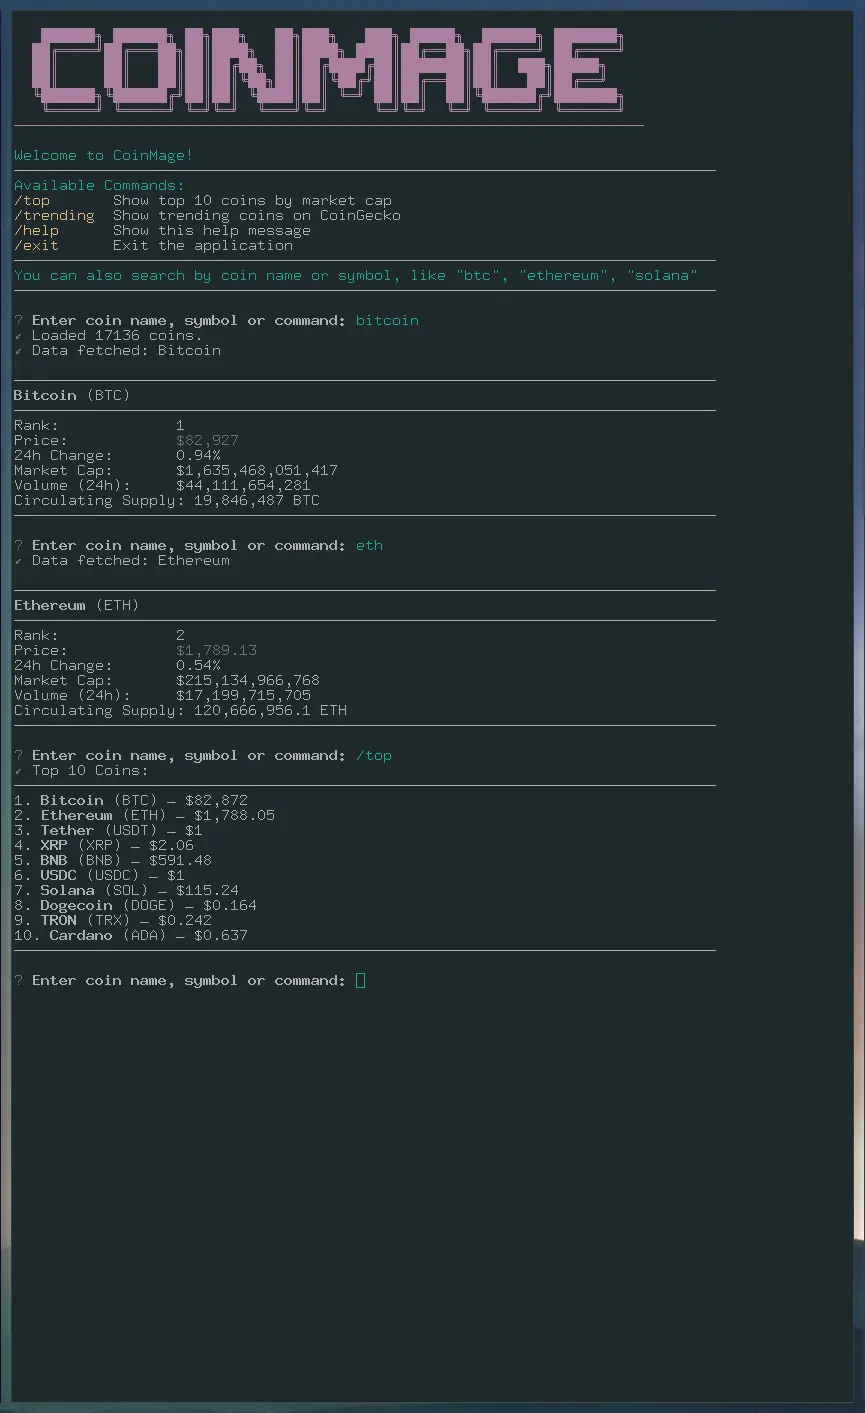 COINMAGE
Welcome to CoinMage!
Available Commands:
/top Show top 10 coins by market cap
/trending Show trending coins on CoinGecko
/help Show this help message
/exit Exit the application
You can also search by coin name or symbol, like "btc", "ethereum", "solana"
? Enter coin name, symbol or command: bitcoin
✓ Loaded 17136 coins.
✓ Data fetched: Bitcoin
Bitcoin (BTC)
Rank: 1
Price: $82,927
24h Change: 0.94%
Market Cap: $1,635,468,051,417
Volume (24h): $44,111,654,281
Circulating Supply: 19,846,487 BTC
? Enter coin name, symbol or command: eth
✓ Data fetched: Ethereum
Ethereum (ETH)
Rank: 2
Price: $1,789.13
24h Change: 0.54%
Market Cap: $215,134,966,768
Volume (24h): $17,199,715,705
Circulating Supply: 120,666,956.1 ETH
? Enter coin name, symbol or command: /top
✓ Top 10 Coins:
1. Bitcoin (BTC) — $82,872
2. Ethereum (ETH) — $1,788.05
3. Tether (USDT) — $1
4. XRP (XRP) — $2.06
5. BNB (BNB) — $591.48
6. USDC (USDC) — $1
7. Solana (SOL) — $115.24
8. Dogecoin (DOGE) — $0.164
9. TRON (TRX) — $0.242
10. Cardano (ADA) — $0.637
? Enter coin name, symbol or command: